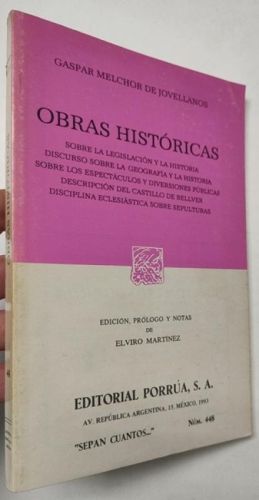 GASPAR MELCHOR DE JOVELLANOS
OBRAS HISTÓRICAS
SOBRE LA LEGISLACIÓN Y LA HISTORIA
DISCURSO SOBRE LA GEOGRAFÍA Y LA HISTORIA
SOBRE LOS ESPECTÁCULOS Y DIVERSIONES PÚBLICAS
DESCRIPCIÓN DEL CASTILLO DE BELLVER
DISCIPLINA ECLESIÁSTICA SOBRE SEPULTURAS
EDICIÓN, PRÓLOGO Y NOTAS
DE
ELVIRO MARTINEZ
EDITORIAL PORRÚA, S. A.
AV. REPÚBLICA ARGENTINA, 15, MÉXICO, 1993
"SEPAN CUANTOS..." NÚM. 448